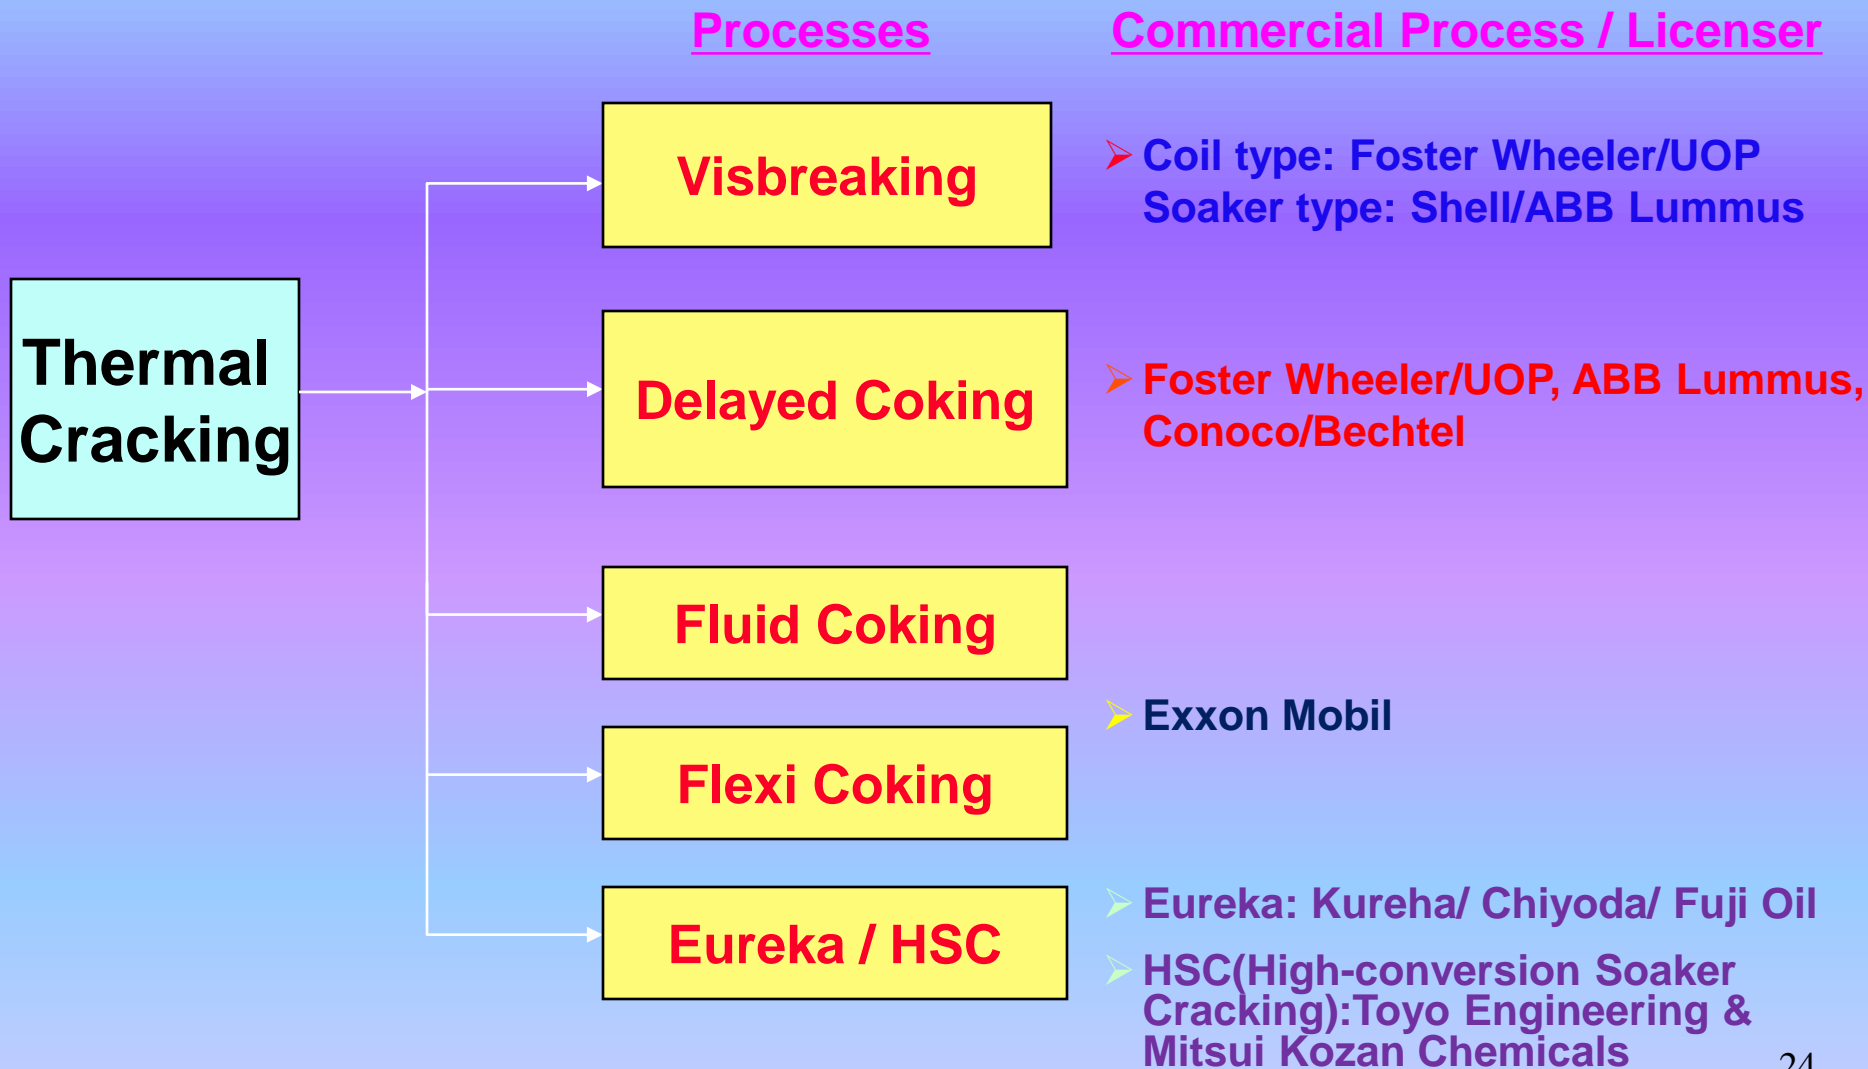 Processes
Commercial Process / Licenser
Thermal
Cracking
Visbreaking
Coil type: Foster Wheeler/UOP
Soaker type: Shell/ABB Lummus
Delayed Coking
Foster Wheeler/UOP, ABB Lummus,
Conoco/Bechtel
Fluid Coking
Exxon Mobil
Flexi Coking
Eureka / HSC
Eureka: Kureha/ Chiyoda/ Fuji Oil
HSC(High-conversion Soaker
Cracking):Toyo Engineering &
Mitsui Kozan Chemicals
24